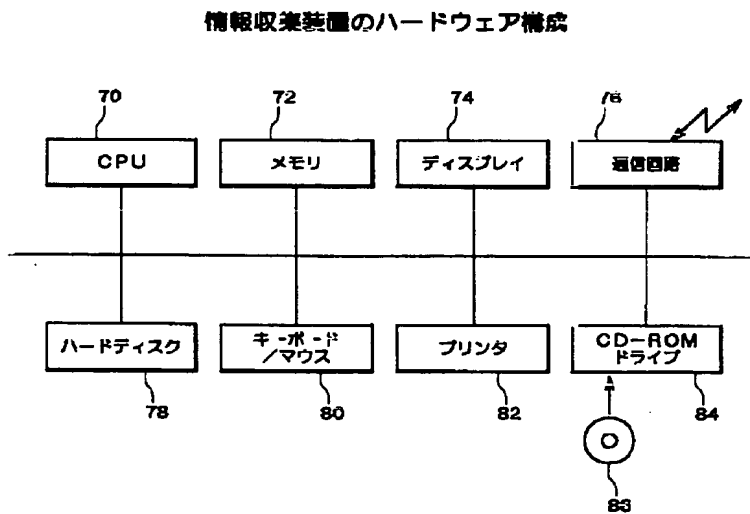 情報収集装置のハードウェア構成
70
72
74
76
CPU
メモリ
ディスプレイ
通信回路
ハードディスク
キーボード
/マウス
プリンタ
CD-ROM
ドライブ
78
80
82
84
83